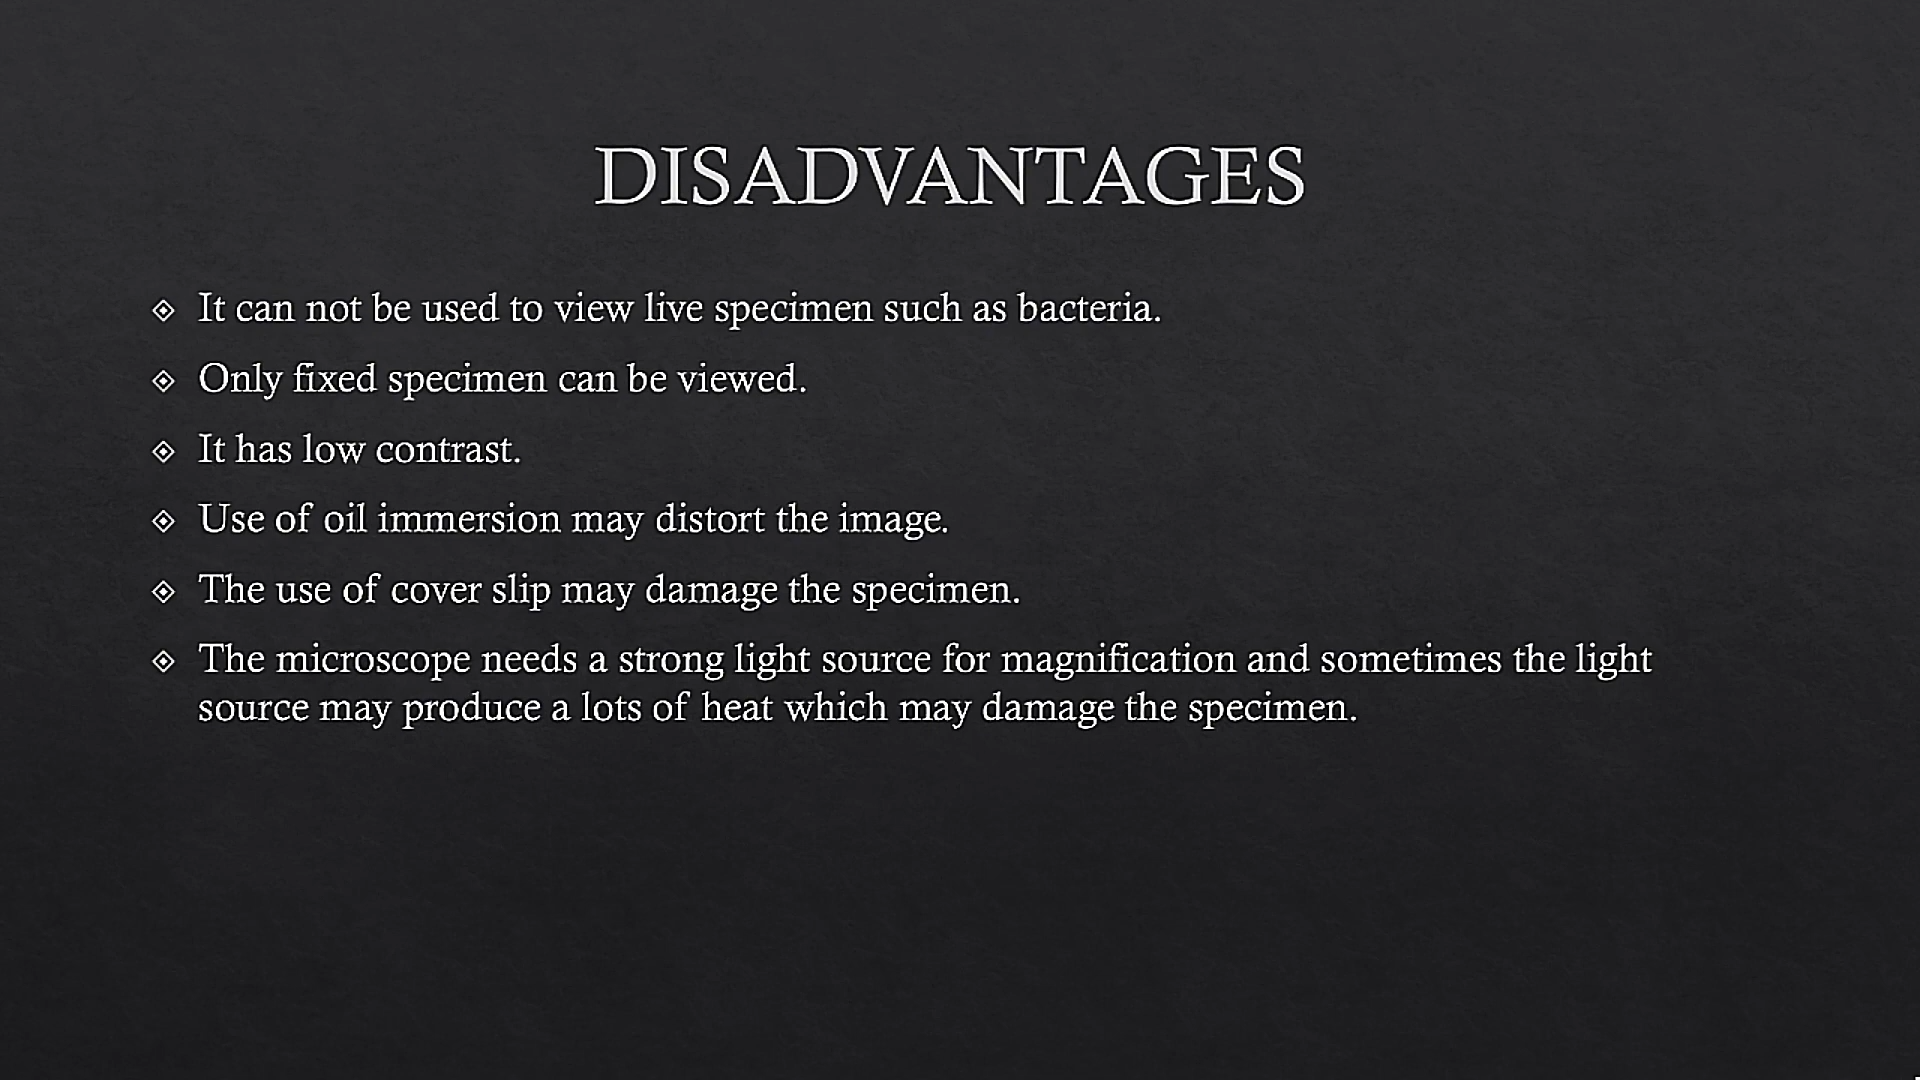 DISADVANTAGES
It can not be used to view live specimen such as bacteria.
Only fixed specimen can be viewed.
It has low contrast.
Use of oil immersion may distort the image.
The use of cover slip may damage the specimen.
The microscope needs a strong light source for magnification and sometimes the light
source may produce a lots of heat which may damage the specimen.